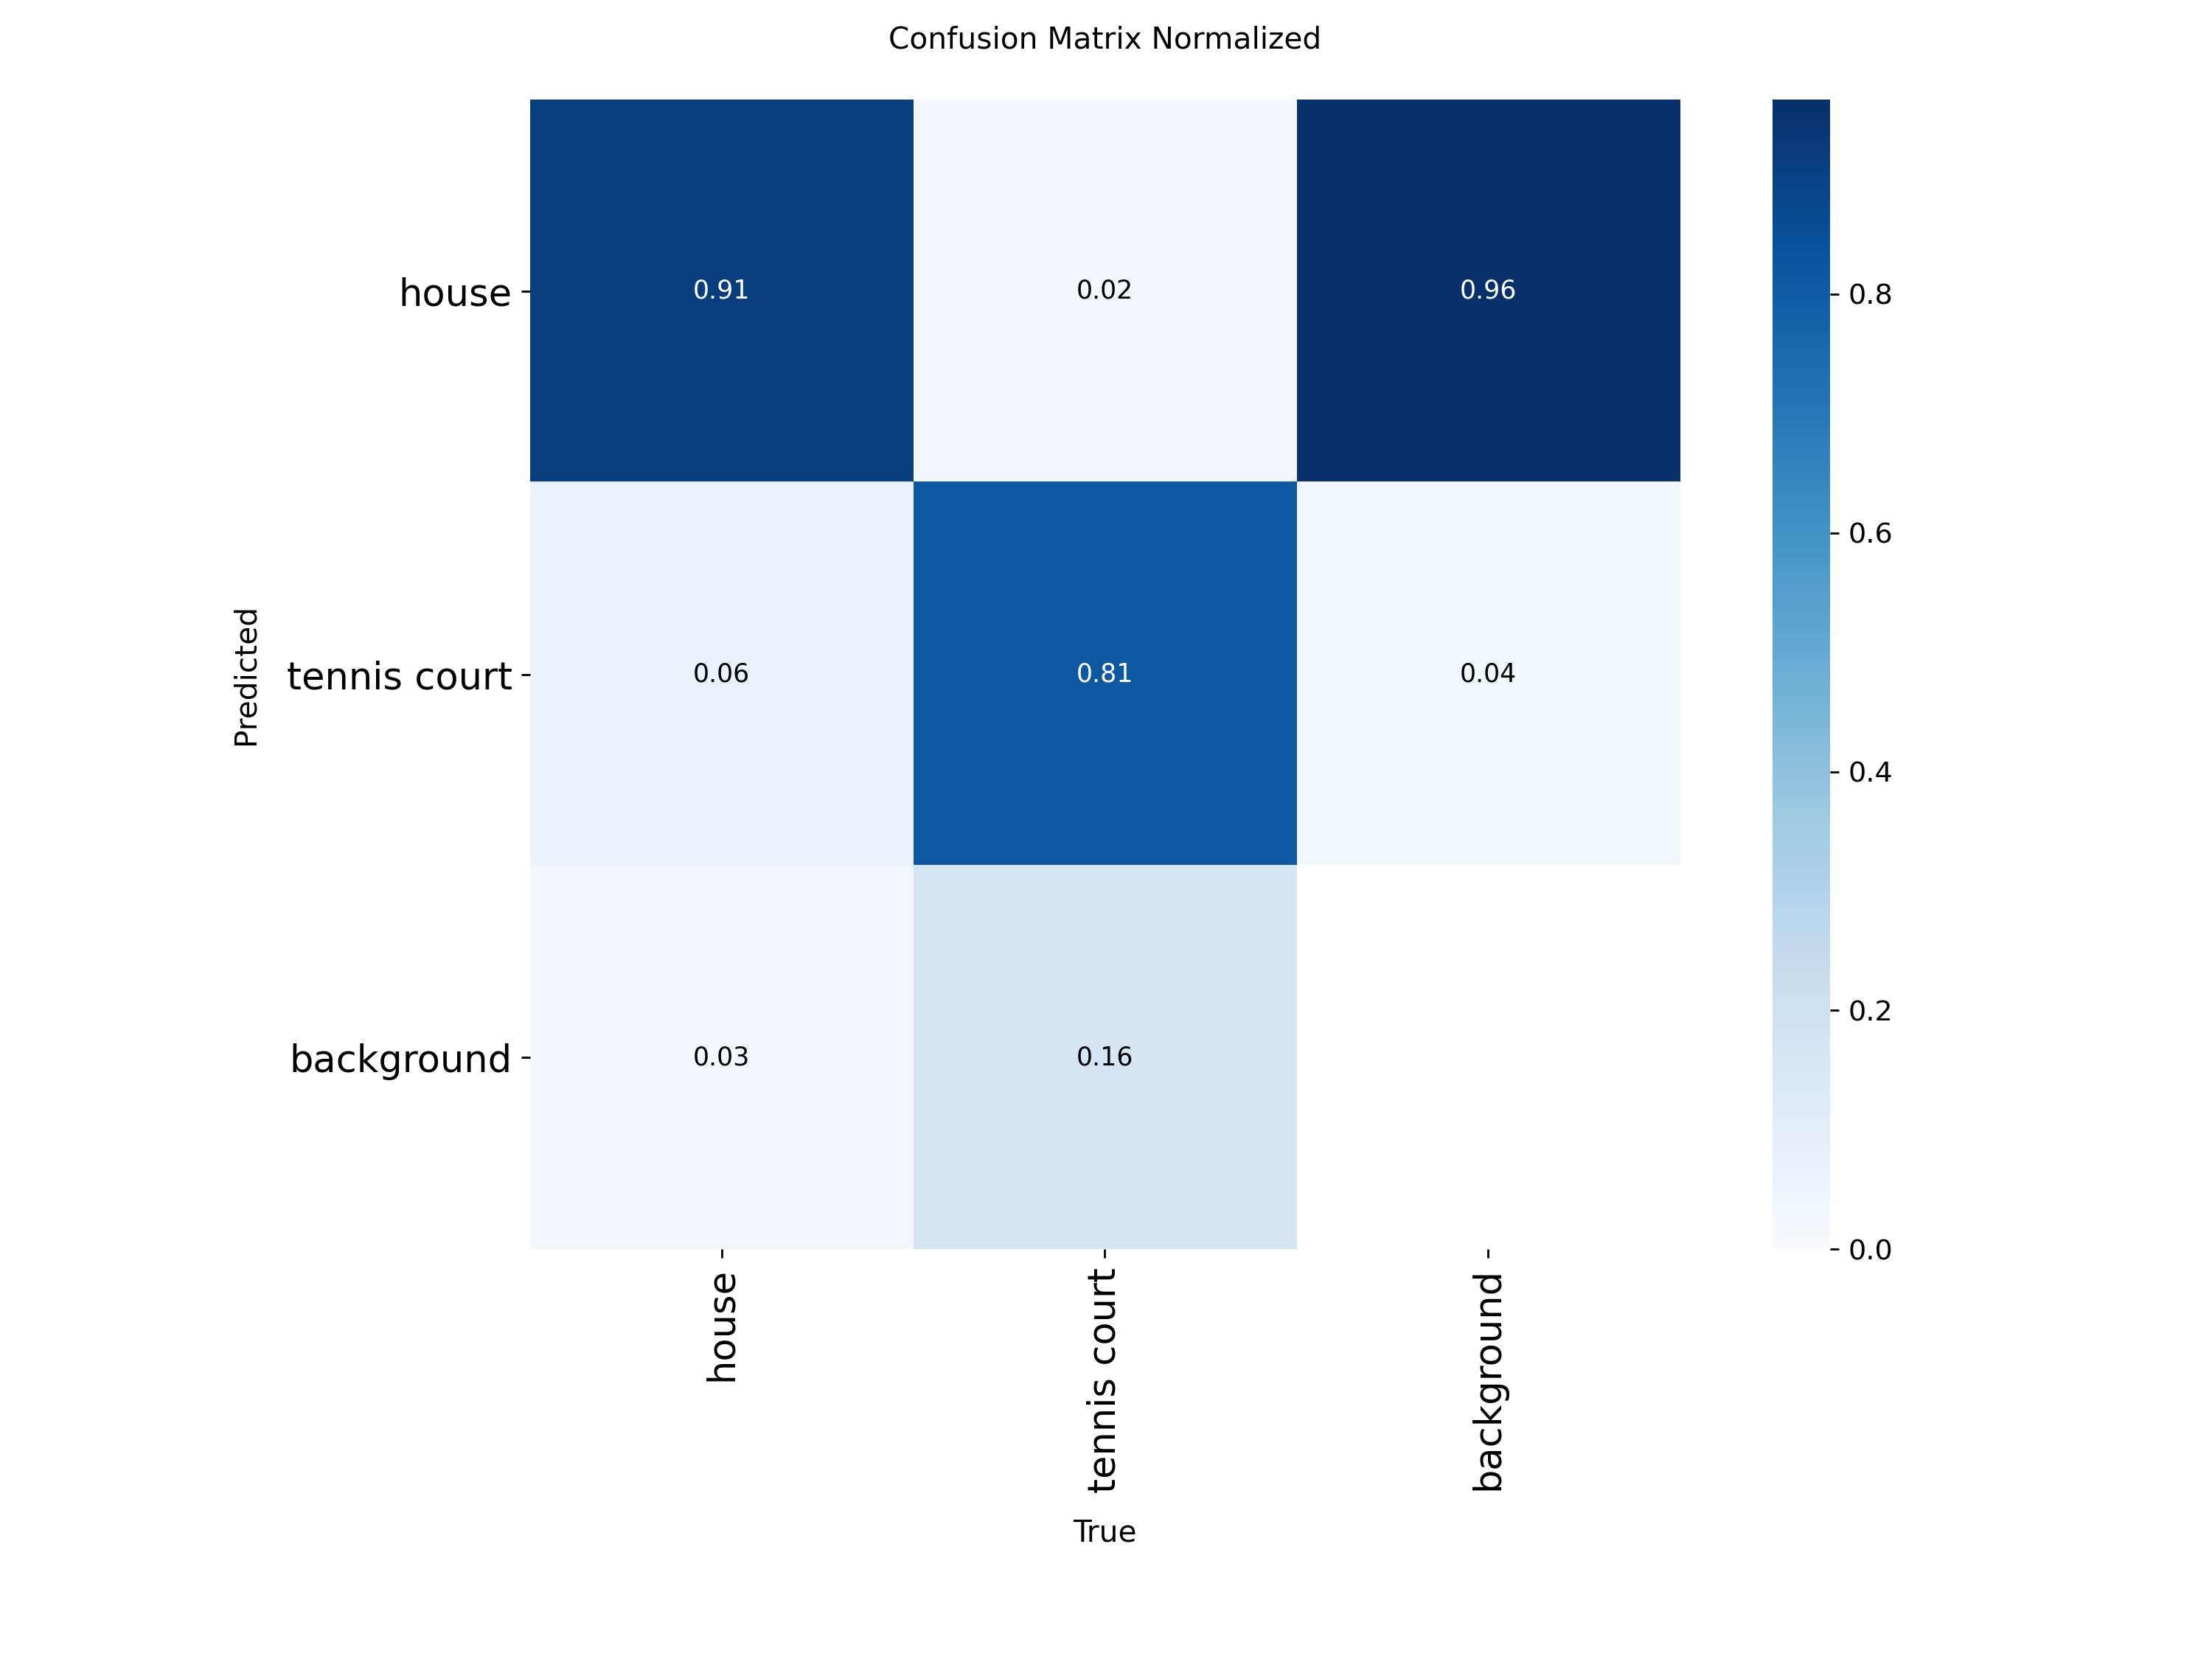 Confusion Matrix Normalized
house
0.91
0.02
0.96
0.8
0.6
Predicted
tennis court
0.06
0.81
0.04
0.4
background
0.03
0.16
0.2
0.0
house
tennis court
background
True